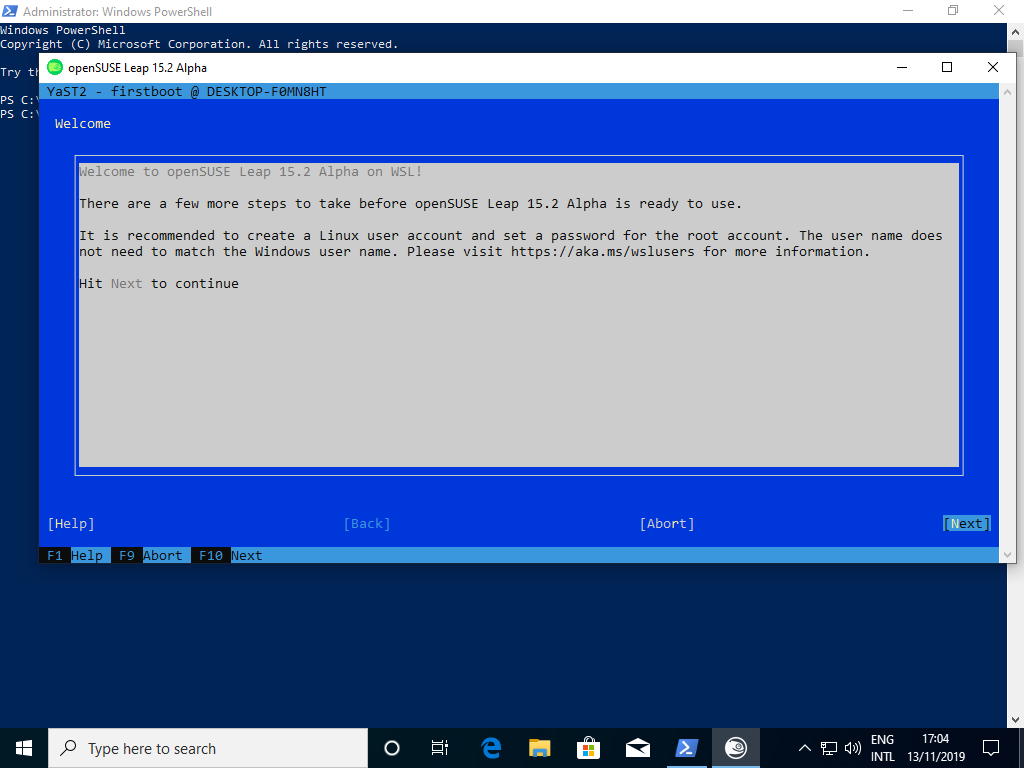 Administrator: Windows PowerShell
Windows PowerShell
Copyright (C) Microsoft Corporation. All rights reserved.
Try th
PS C:\
PS C:\
openSUSE Leap 15.2 Alpha
YaST2 - firstboot @ DESKTOP-F0MN8HT
Welcome
Welcome to openSUSE Leap 15.2 Alpha on WSL!
There are a few more steps to take before openSUSE Leap 15.2 Alpha is ready to use.
It is recommended to create a Linux user account and set a password for the root account. The user name does
not need to match the Windows user name. Please visit https://aka.ms/wslusers for more information.
Hit Next to continue
[Help] [Back] [Abort] [Next]
F1 Help F9 Abort F10 Next
Type here to search
ENG
INTL
17:04
13/11/2019